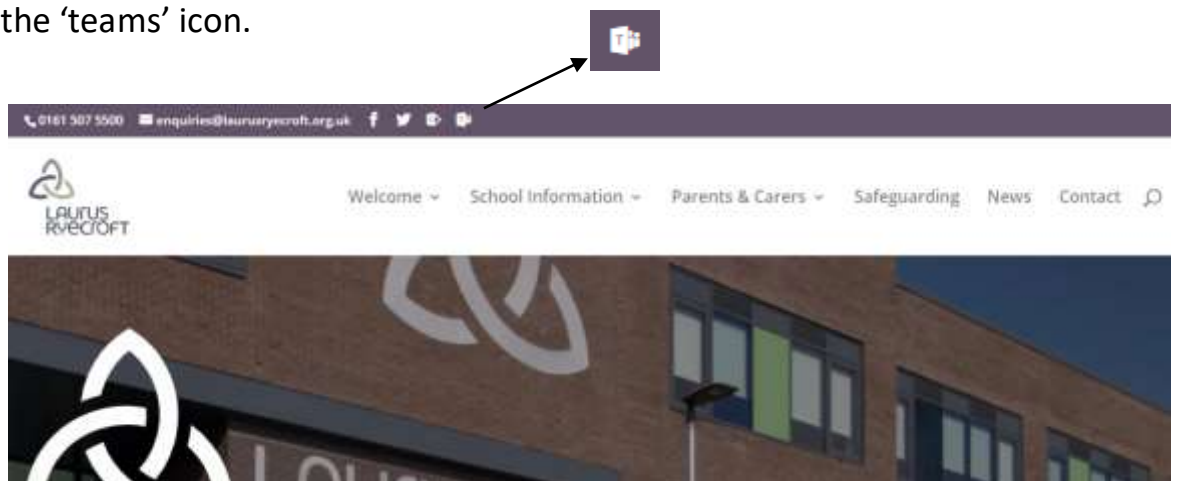 the ‘teams’ icon.
T
0161 507 5500 enquiries@laurusryecroft.org.uk
Welcome School Information Parents & Carers Safeguarding News Contact
LAURUS
RYECROFT
LAUS